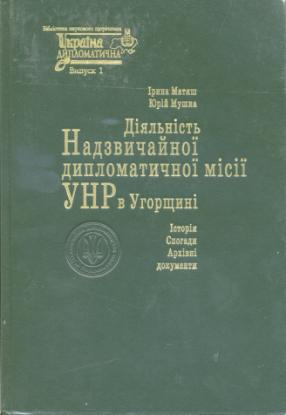 Бібліотека наукового щорічника
Україна
дипломатична
Випуск 1
Ірина Матяш
Юрій Мушка
Діяльність
Надзвичайної
дипломатичної місії
УНР в Угорщині
Історія
Спогади
Архівні
документи